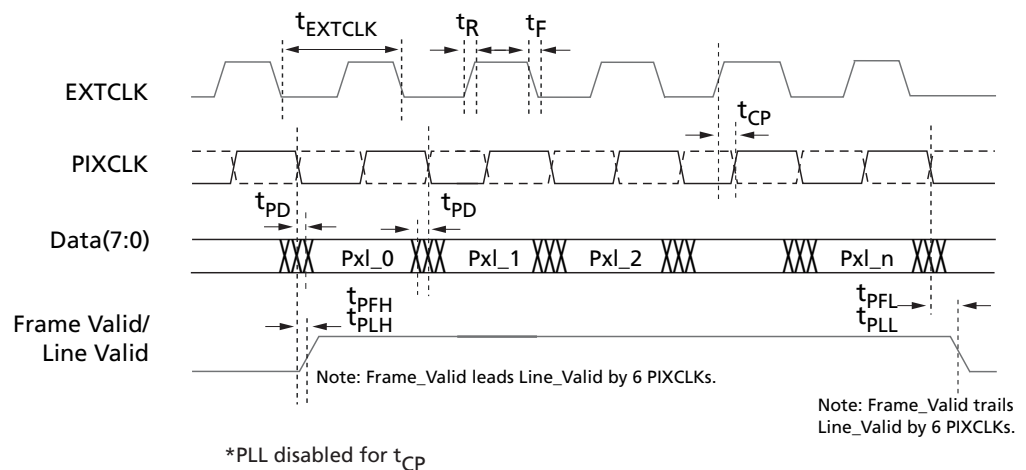 tEXTCLK
tR
tF
EXTCLK
tCP
PIXCLK
tPD
tPD
Data(7:0)
Pxl_0
Pxl_1
Pxl_2
Pxl_n
tPFH
tPLH
tPFL
tPLL
Frame Valid/
Line Valid
Note: Frame_Valid leads Line_Valid by 6 PIXCLKs.
Note: Frame_Valid trails
Line_Valid by 6 PIXCLKs.
*PLL disabled for tCP